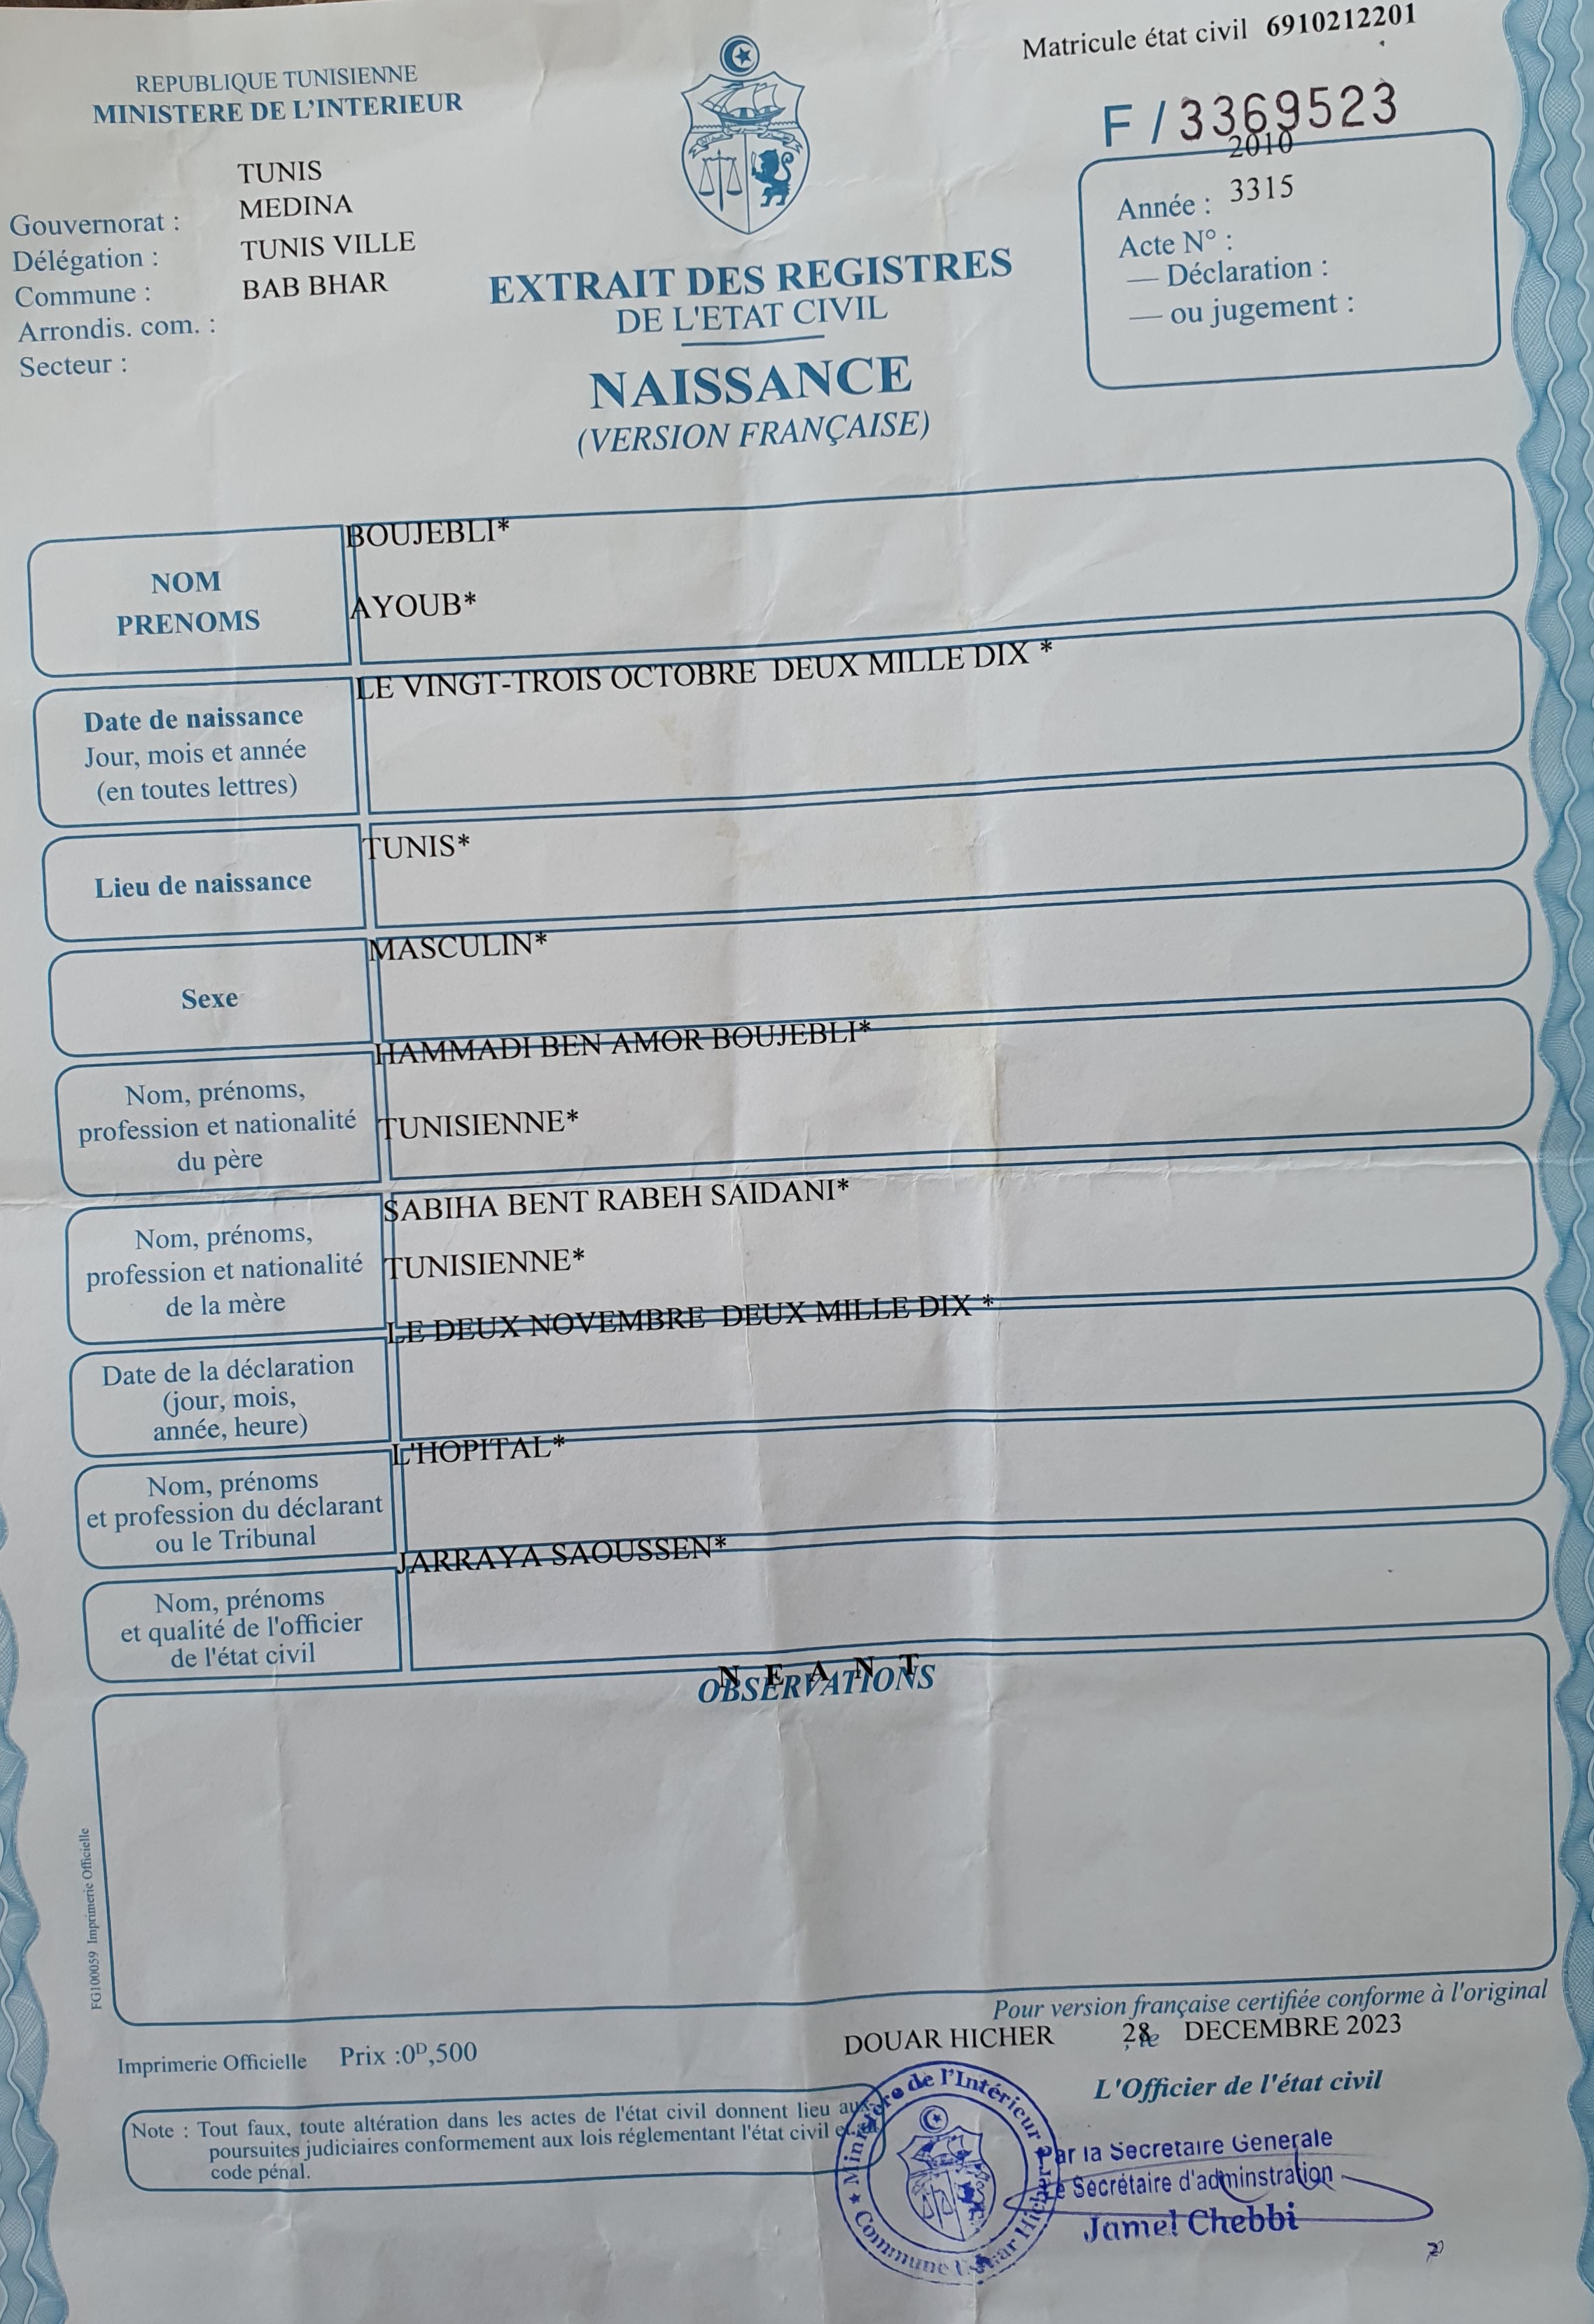 Matricule état civil 6910212201
REPUBLIQUE TUNISIENNE
MINISTERE DE L'INTERIEUR
F / 3369523
TUNIS
MEDINA
TUNIS VILLE
BAB BHAR
Gouvernorat :
Délégation :
Commune :
Arrondis. com. :
Secteur :
2010
Année : 3315
Acte N° :
— Déclaration :
— ou jugement :
EXTRAIT DES REGISTRES
DE L'ETAT CIVIL
NAISSANCE
(VERSION FRANÇAISE)
NOM
PRENOMS
BOUJEBLI*
AYOUB*
Date de naissance
Jour, mois et année
(en toutes lettres)
LE VINGT-TROIS OCTOBRE DEUX MILLE DIX *
Lieu de naissance
TUNIS*
Sexe
MASCULIN*
Nom, prénoms,
profession et nationalité
du père
HAMMADI BEN AMOR BOUJEBLI*
TUNISIENNE*
Nom, prénoms,
profession et nationalité
de la mère
SABIHA BENT RABEH SAIDANI*
TUNISIENNE*
Date de la déclaration
(jour, mois,
année, heure)
LE DEUX NOVEMBRE DEUX MILLE DIX *
Nom, prénoms
et profession du déclarant
ou le Tribunal
L'HOPITAL*
Nom, prénoms
et qualité de l'officier
de l'état civil
JARRAYA SAOUSSEN*
N E A N T
OBSERVATIONS
FG100059 Imprimerie Officielle
Pour version française certifiée conforme à l'original
DOUAR HICHER 28 , le DECEMBRE 2023
Imprimerie Officielle Prix :0D,500
L'Officier de l'état civil
Note : Tout faux, toute altération dans les actes de l'état civil donnent lieu aux
poursuites judiciaires conformement aux lois réglementant l'état civil et
code pénal.
★ Ministère de l'Intérieur ★
Commune Douar Hicher
Par la Secretaire Generale
Le Secrétaire d'adminstration
Jamel Chebbi